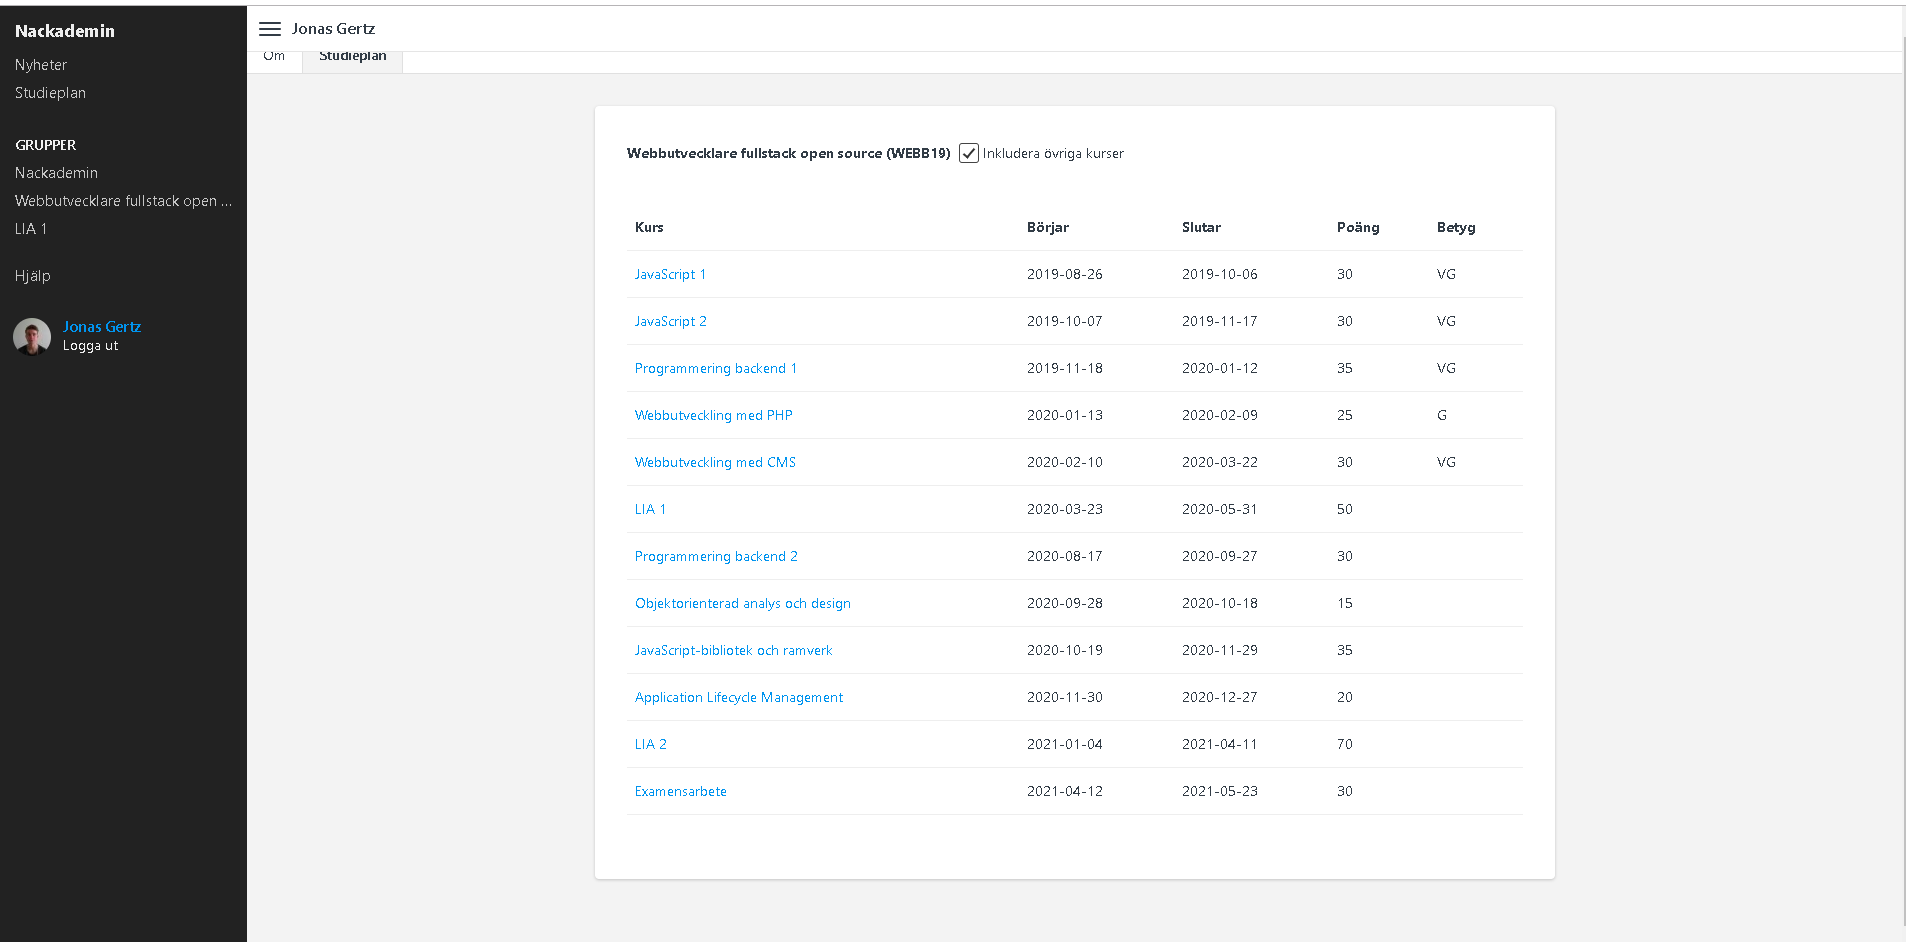 Nackademin
Nyheter
Studieplan
GRUPPER
Nackademin
Webbutvecklare fullstack open ...
LIA 1
Hjälp
Jonas Gertz
Logga ut
Jonas Gertz
Om Studieplan
Webbutvecklare fullstack open source (WEBB19) Inkludera övriga kurser
Kurs Börjar Slutar Poäng Betyg
JavaScript 1 2019-08-26 2019-10-06 30 VG
JavaScript 2 2019-10-07 2019-11-17 30 VG
Programmering backend 1 2019-11-18 2020-01-12 35 VG
Webbutveckling med PHP 2020-01-13 2020-02-09 25 G
Webbutveckling med CMS 2020-02-10 2020-03-22 30 VG
LIA 1 2020-03-23 2020-05-31 50
Programmering backend 2 2020-08-17 2020-09-27 30
Objektorienterad analys och design 2020-09-28 2020-10-18 15
JavaScript-bibliotek och ramverk 2020-10-19 2020-11-29 35
Application Lifecycle Management 2020-11-30 2020-12-27 20
LIA 2 2021-01-04 2021-04-11 70
Examensarbete 2021-04-12 2021-05-23 30